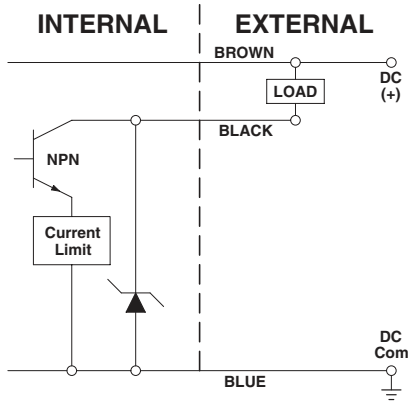 INTERNAL
EXTERNAL
BROWN
DC
(+)
LOAD
BLACK
NPN
Current
Limit
DC
Com
BLUE